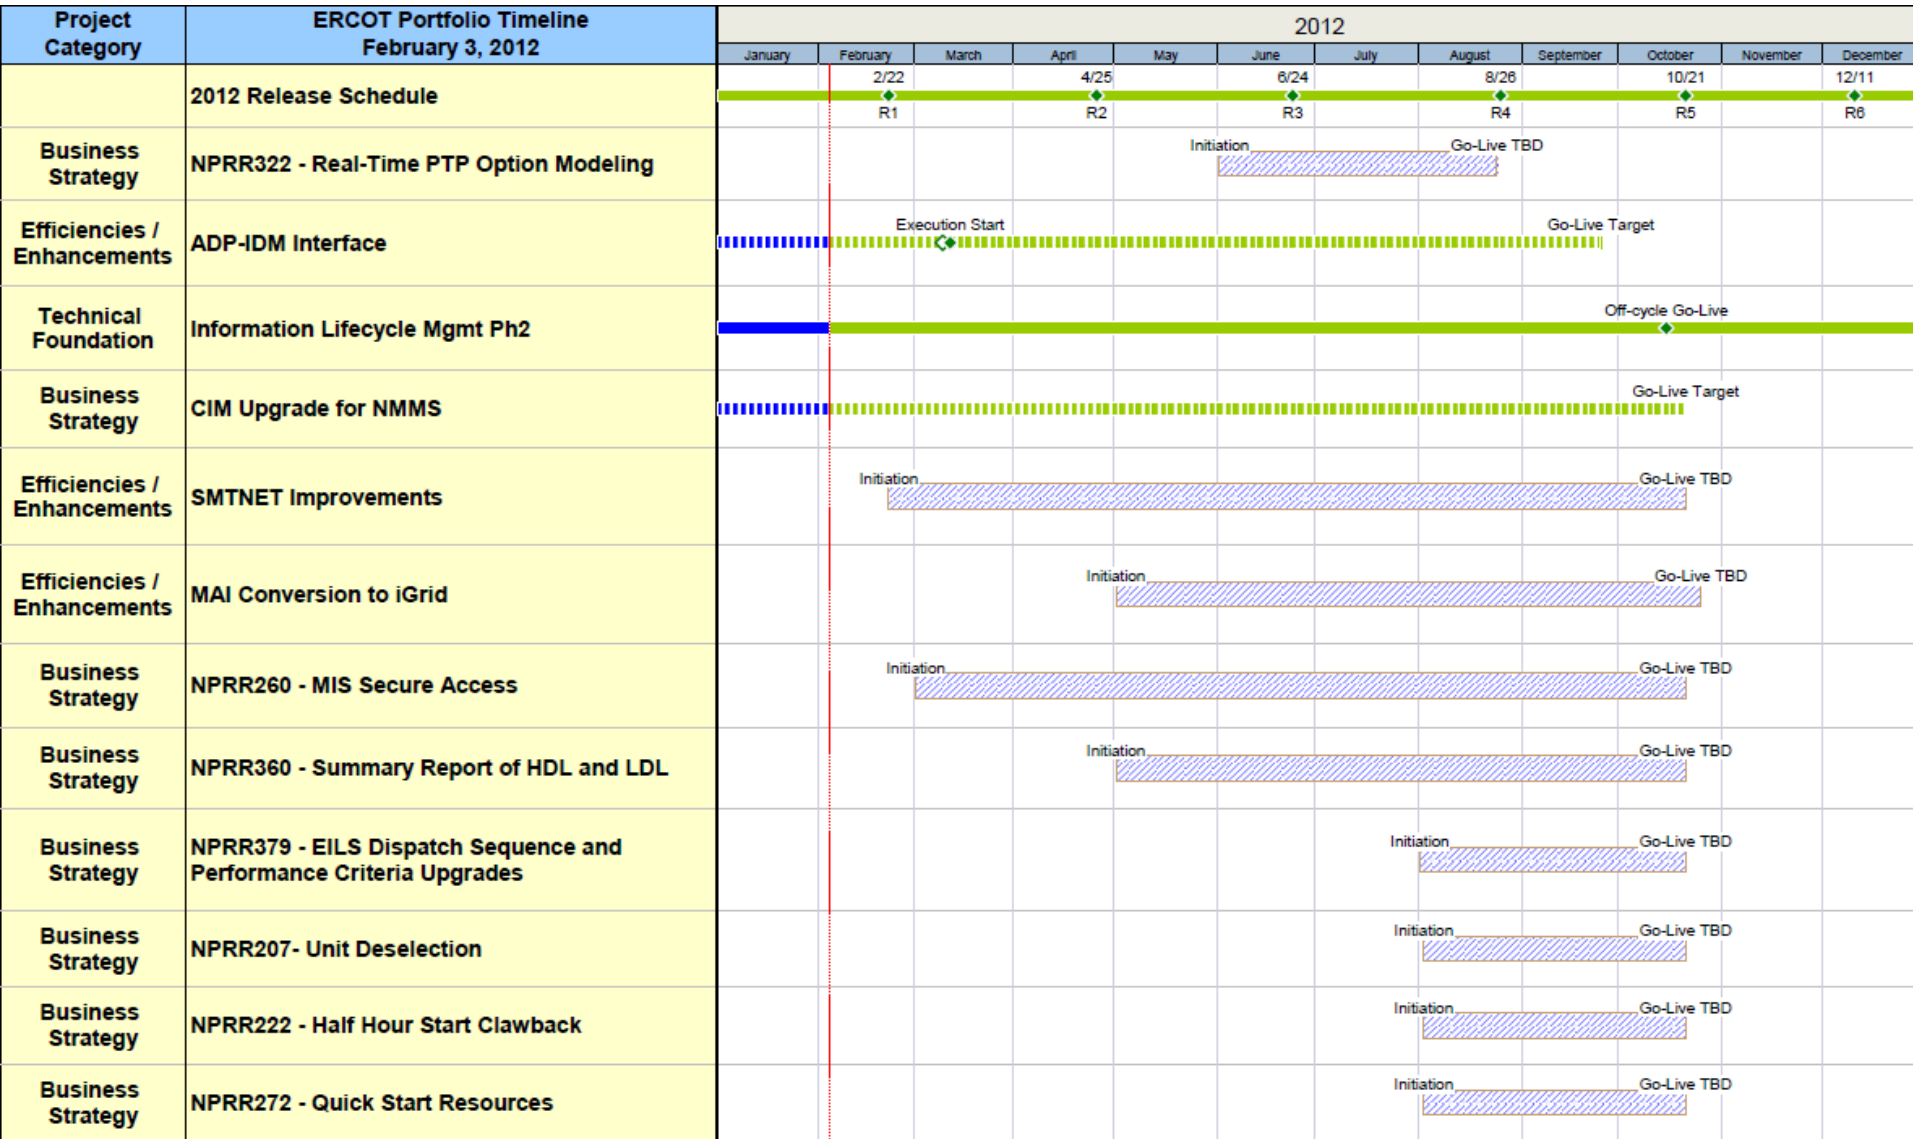 Project
Category
ERCOT Portfolio Timeline
February 3, 2012
2012
January February March April May June July August September October November December
2012 Release Schedule
2/22 4/25 6/24 8/26 10/21 12/11
R1 R2 R3 R4 R5 R6
Business
Strategy
NPRR322 - Real-Time PTP Option Modeling
Initiation Go-Live TBD
Efficiencies /
Enhancements
ADP-IDM Interface
Execution Start Go-Live Target
Technical
Foundation
Information Lifecycle Mgmt Ph2
Off-cycle Go-Live
Business
Strategy
CIM Upgrade for NMMS
Go-Live Target
Efficiencies /
Enhancements
SMTNET Improvements
Initiation Go-Live TBD
Efficiencies /
Enhancements
MAI Conversion to iGrid
Initiation Go-Live TBD
Business
Strategy
NPRR260 - MIS Secure Access
Initiation Go-Live TBD
Business
Strategy
NPRR360 - Summary Report of HDL and LDL
Initiation Go-Live TBD
Business
Strategy
NPRR379 - EILS Dispatch Sequence and
Performance Criteria Upgrades
Initiation Go-Live TBD
Business
Strategy
NPRR207- Unit Deselection
Initiation Go-Live TBD
Business
Strategy
NPRR222 - Half Hour Start Clawback
Initiation Go-Live TBD
Business
Strategy
NPRR272 - Quick Start Resources
Initiation Go-Live TBD